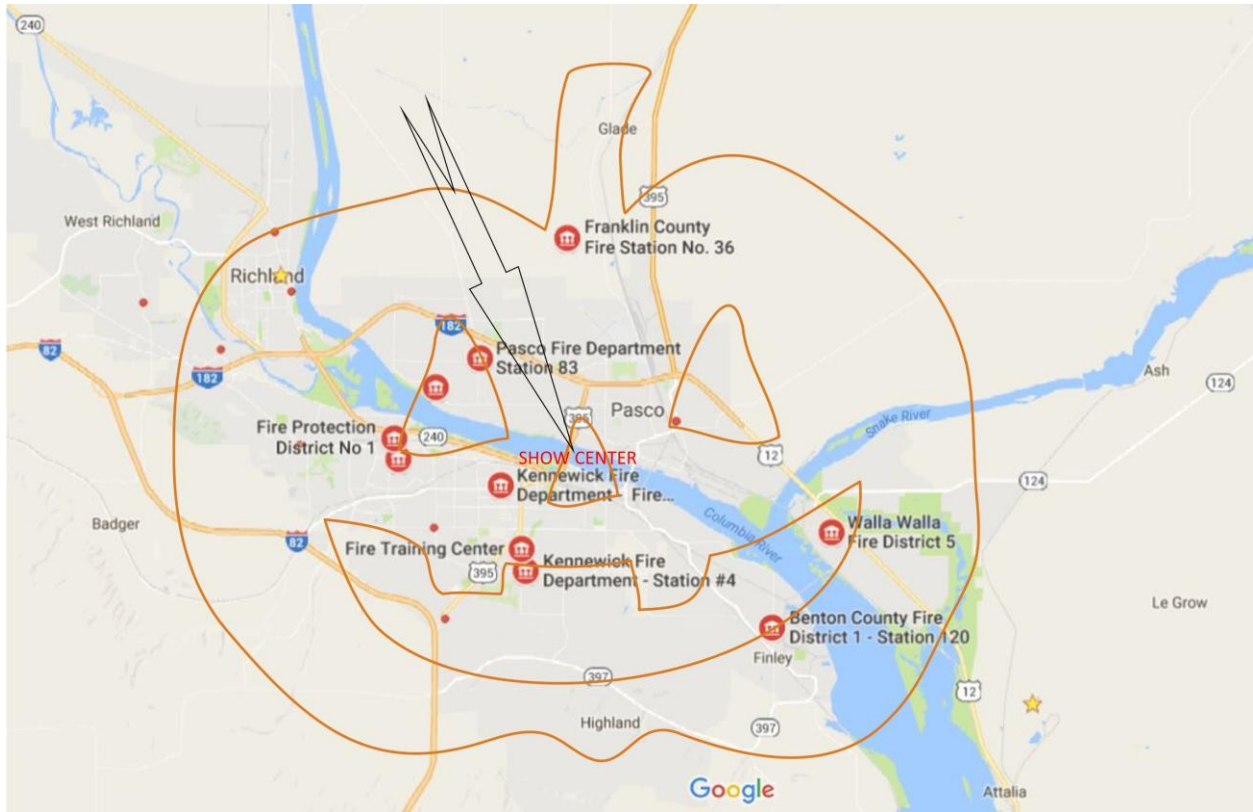 240
Glade
395
West Richland
Franklin County
Fire Station No. 36
Richland
182
82
182
Pasco Fire Department
Station 83
Ash
124
Pasco
395
Snake River
Fire Protection
District No 1
240
12
SHOW CENTER
Kennewick Fire
Department - Fire...
124
Columbia River
Badger
82
Walla Walla
Fire District 5
Fire Training Center
395
Kennewick Fire
Department - Station #4
Le Grow
Benton County Fire
District 1 - Station 120
Finley
397
12
Highland
397
Google
Attalia